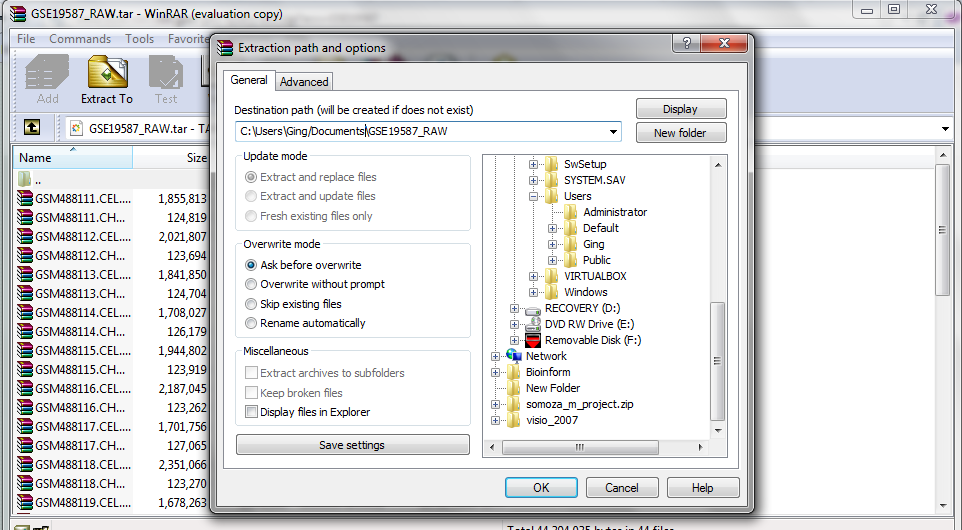 GSE19587_RAW.tar - WinRAR (evaluation copy)
File Commands Tools Favorite
Add Extract To Test
GSE19587_RAW.tar - TA
Name Size
..
GSM488111.CEL.... 1,855,813
GSM488111.CH... 124,819
GSM488112.CEL.... 2,021,807
GSM488112.CH... 123,694
GSM488113.CEL.... 1,841,850
GSM488113.CH... 124,704
GSM488114.CEL.... 1,708,027
GSM488114.CH... 126,179
GSM488115.CEL.... 1,944,802
GSM488115.CH... 123,919
GSM488116.CEL.... 2,187,045
GSM488116.CH... 123,262
GSM488117.CEL.... 1,701,756
GSM488117.CH... 127,065
GSM488118.CEL.... 2,351,066
GSM488118.CH... 123,270
GSM488119.CEL.... 1,678,263
Total 44,204,025 bytes in 44 files
Extraction path and options
General Advanced
Destination path (will be created if does not exist)
C:\Users\Ging/Documents\GSE19587_RAW
Display
New folder
Update mode
Extract and replace files
Extract and update files
Fresh existing files only
Overwrite mode
Ask before overwrite
Overwrite without prompt
Skip existing files
Rename automatically
Miscellaneous
Extract archives to subfolders
Keep broken files
Display files in Explorer
Save settings
SwSetup
SYSTEM.SAV
Users
Administrator
Default
Ging
Public
VIRTUALBOX
Windows
RECOVERY (D:)
DVD RW Drive (E:)
Removable Disk (F:)
Network
Bioinform
New Folder
somoza_m_project.zip
visio_2007
OK Cancel Help